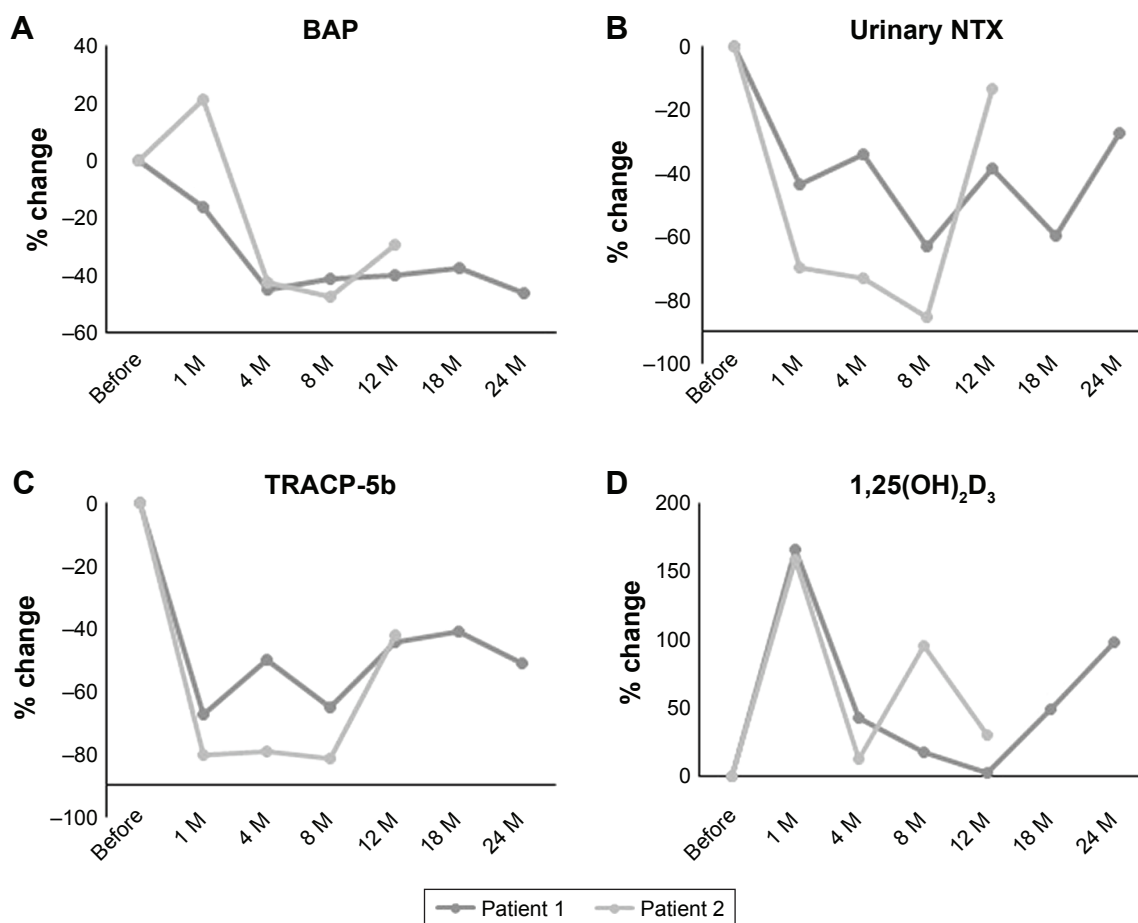 A
BAP
% change
40
20
0
–20
–40
–60
Before
1 M
4 M
8 M
12 M
18 M
24 M
B
Urinary NTX
% change
0
–20
–40
–60
–80
–100
Before
1 M
4 M
8 M
12 M
18 M
24 M
C
TRACP-5b
% change
0
–20
–40
–60
–80
–100
Before
1 M
4 M
8 M
12 M
18 M
24 M
D
1,25(OH)₂D₃
% change
200
150
100
50
0
Before
1 M
4 M
8 M
12 M
18 M
24 M
Patient 1
Patient 2